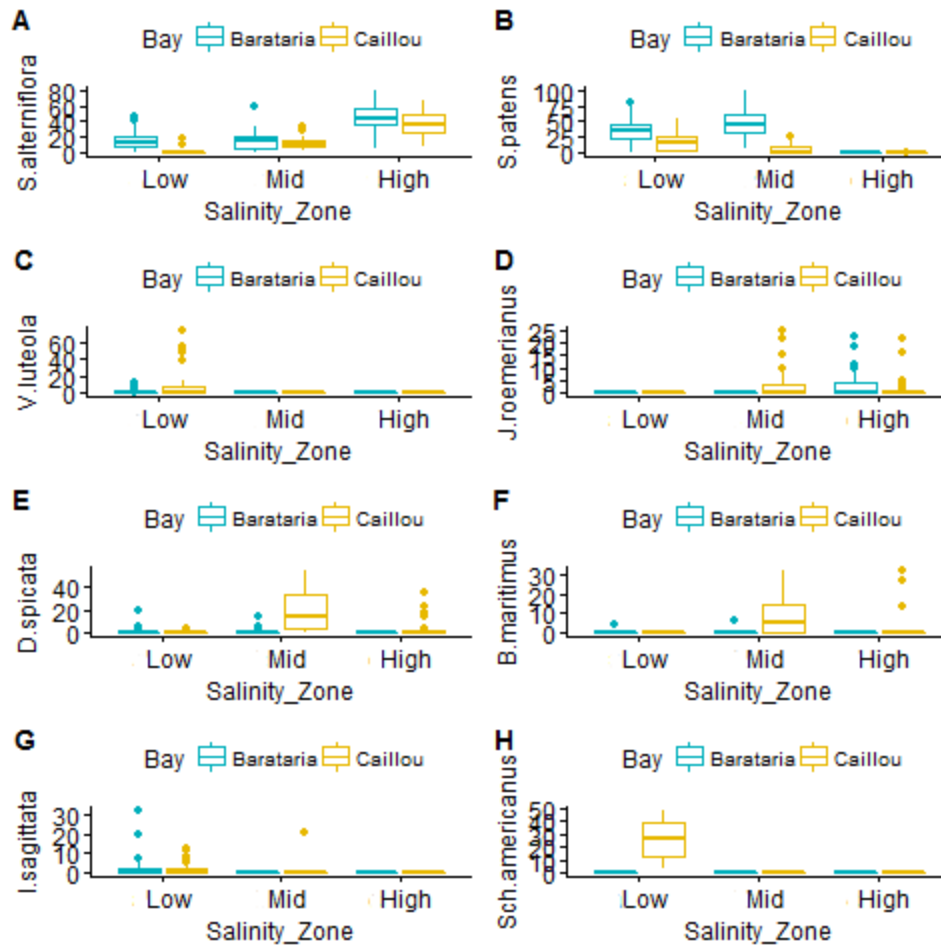 A
Bay Barataria Caillou
S.alterniflora
80
60
40
20
0
Low Mid High
Salinity_Zone
B
Bay Barataria Caillou
S.patens
100
75
50
25
0
Low Mid High
Salinity_Zone
C
Bay Barataria Caillou
V.luteola
60
40
20
0
Low Mid High
Salinity_Zone
D
Bay Barataria Caillou
J.roemerianus
25
20
15
10
5
0
Low Mid High
Salinity_Zone
E
Bay Barataria Caillou
D.spicata
40
20
0
Low Mid High
Salinity_Zone
F
Bay Barataria Caillou
B.maritimus
30
20
10
0
Low Mid High
Salinity_Zone
G
Bay Barataria Caillou
I.sagittata
30
20
10
0
Low Mid High
Salinity_Zone
H
Bay Barataria Caillou
Sch.americanus
50
40
30
20
10
0
Low Mid High
Salinity_Zone